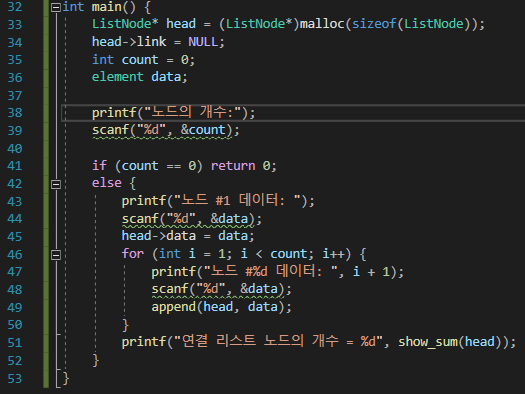 32 int main() {
33 ListNode* head = (ListNode*)malloc(sizeof(ListNode));
34 head->link = NULL;
35 int count = 0;
36 element data;
37
38 printf("노드의 개수:");
39 scanf("%d", &count);
40
41 if (count == 0) return 0;
42 else {
43 printf("노드 #1 데이터: ");
44 scanf("%d", &data);
45 head->data = data;
46 for (int i = 1; i < count; i++) {
47 printf("노드 #%d 데이터: ", i + 1);
48 scanf("%d", &data);
49 append(head, data);
50 }
51 printf("연결 리스트 노드의 개수 = %d", show_sum(head));
52 }
53 }